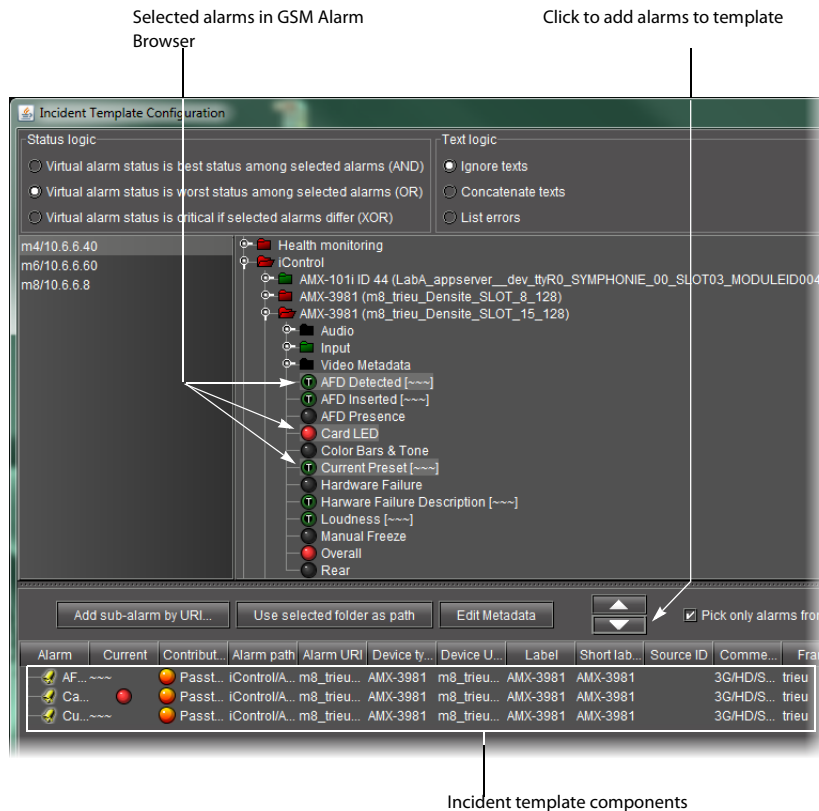 Selected alarms in GSM Alarm
Browser
Click to add alarms to template
Incident Template Configuration
Status logic
Virtual alarm status is best status among selected alarms (AND)
Virtual alarm status is worst status among selected alarms (OR)
Virtual alarm status is critical if selected alarms differ (XOR)
Text logic
Ignore texts
Concatenate texts
List errors
m4/10.6.6.40
m6/10.6.6.60
m8/10.6.6.8
Health monitoring
iControl
AMX-101i ID 44 (LabA_appserver__dev_ttyR0_SYMPHONIE_00_SLOT03_MODULEID004
AMX-3981 (m8_trieu_Densite_SLOT_8_128)
AMX-3981 (m8_trieu_Densite_SLOT_15_128)
Audio
Input
Video Metadata
T AFD Detected [~~~]
T AFD Inserted [~~~]
AFD Presence
Card LED
Color Bars & Tone
T Current Preset [~~~]
Hardware Failure
T Harware Failure Description [~~~]
T Loudness [~~~]
Manual Freeze
Overall
Rear
Add sub-alarm by URI... Use selected folder as path Edit Metadata Pick only alarms fro
Alarm Current Contribut... Alarm path Alarm URI Device ty... Device U... Label Short lab... Source ID Comme... Fra
AF... ~~~ Passt... iControl/A... m8_trieu... AMX-3981 m8_trieu... AMX-3981 AMX-3981 3G/HD/S... trieu
Ca... Passt... iControl/A... m8_trieu... AMX-3981 m8_trieu... AMX-3981 AMX-3981 3G/HD/S... trieu
Cu... ~~~ Passt... iControl/A... m8_trieu... AMX-3981 m8_trieu... AMX-3981 AMX-3981 3G/HD/S... trieu
Incident template components